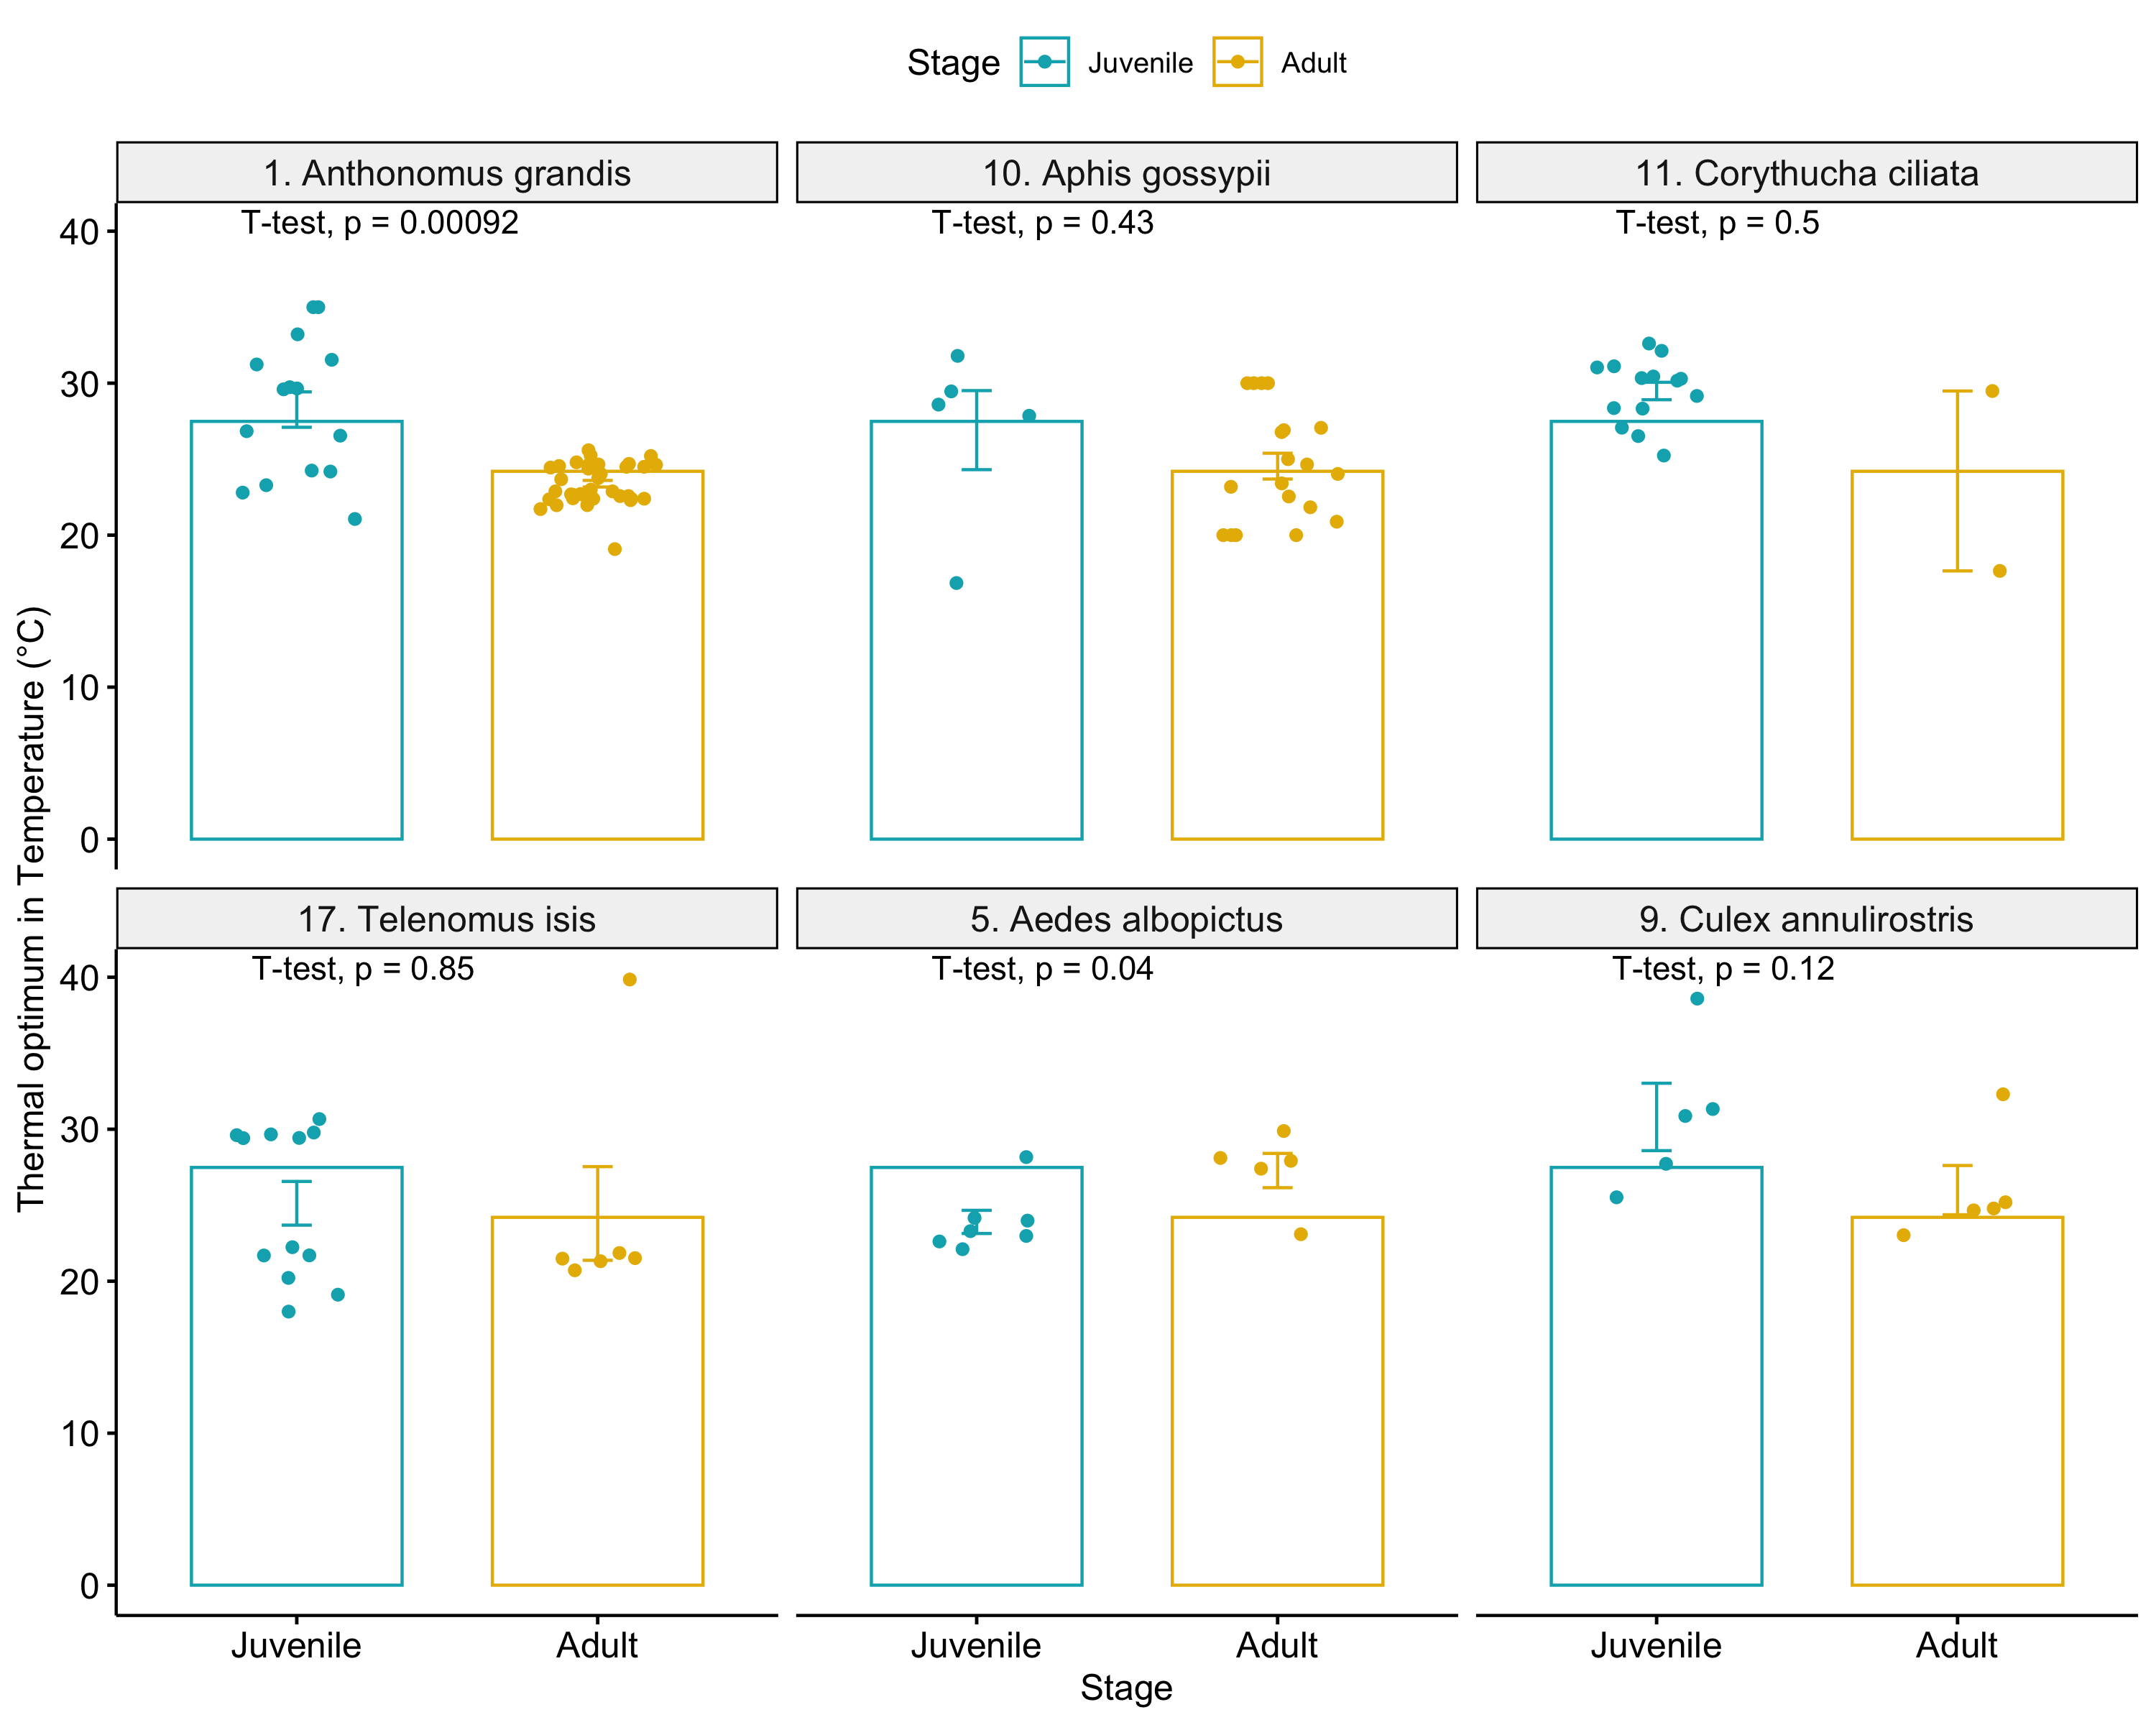 Stage Juvenile Adult
1. Anthonomus grandis
10. Aphis gossypii
11. Corythucha ciliata
T-test, p = 0.00092
T-test, p = 0.43
T-test, p = 0.5
40
30
20
10
0
17. Telenomus isis
5. Aedes albopictus
9. Culex annulirostris
T-test, p = 0.85
T-test, p = 0.04
T-test, p = 0.12
40
30
20
10
0
Thermal optimum in Temperature (°C)
Juvenile Adult
Juvenile Adult
Juvenile Adult
Stage